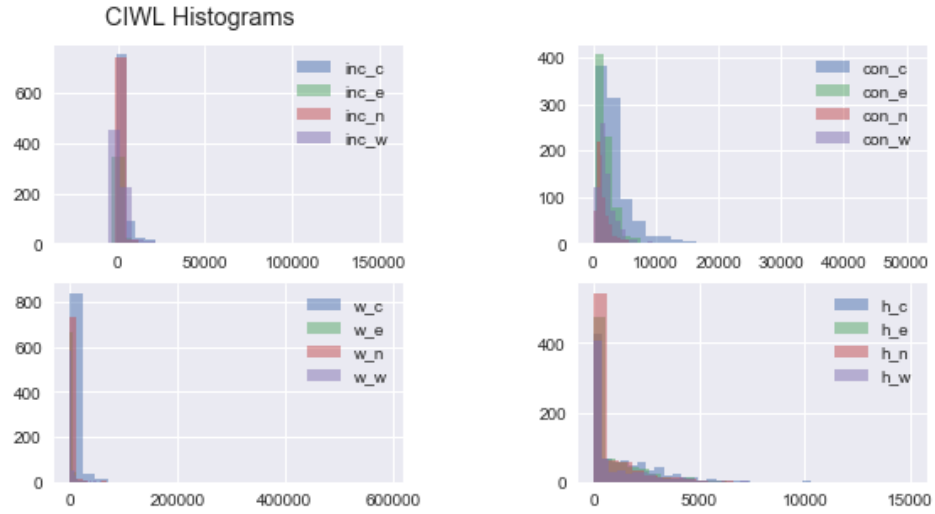 CIWL Histograms
inc_c
inc_e
inc_n
inc_w
600
400
200
0
0 50000 100000 150000
con_c
con_e
con_n
con_w
400
300
200
100
0
0 10000 20000 30000 40000 50000
w_c
w_e
w_n
w_w
800
600
400
200
0
0 200000 400000 600000
h_c
h_e
h_n
h_w
400
200
0
0 5000 10000 15000